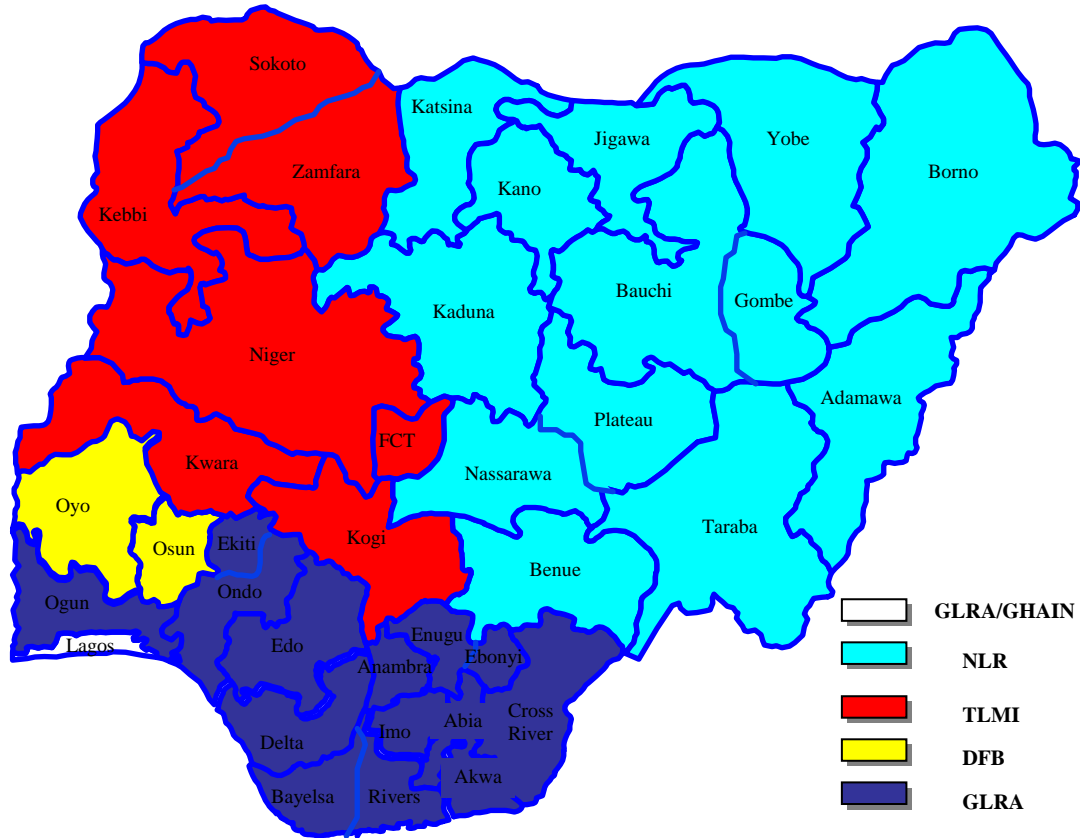 Sokoto
Katsina
Jigawa
Yobe
Borno
Zamfara
Kano
Kebbi
Bauchi
Gombe
Kaduna
Niger
Adamawa
Plateau
FCT
Kwara
Nassarawa
Oyo
Taraba
Kogi
Osun
Ekiti
Benue
Ondo
Ogun
Lagos
Edo
Enugu
Ebonyi
Anambra
Cross
River
Abia
Imo
Delta
Akwa
Bayelsa
Rivers
GLRA/GHAIN
NLR
TLMI
DFB
GLRA